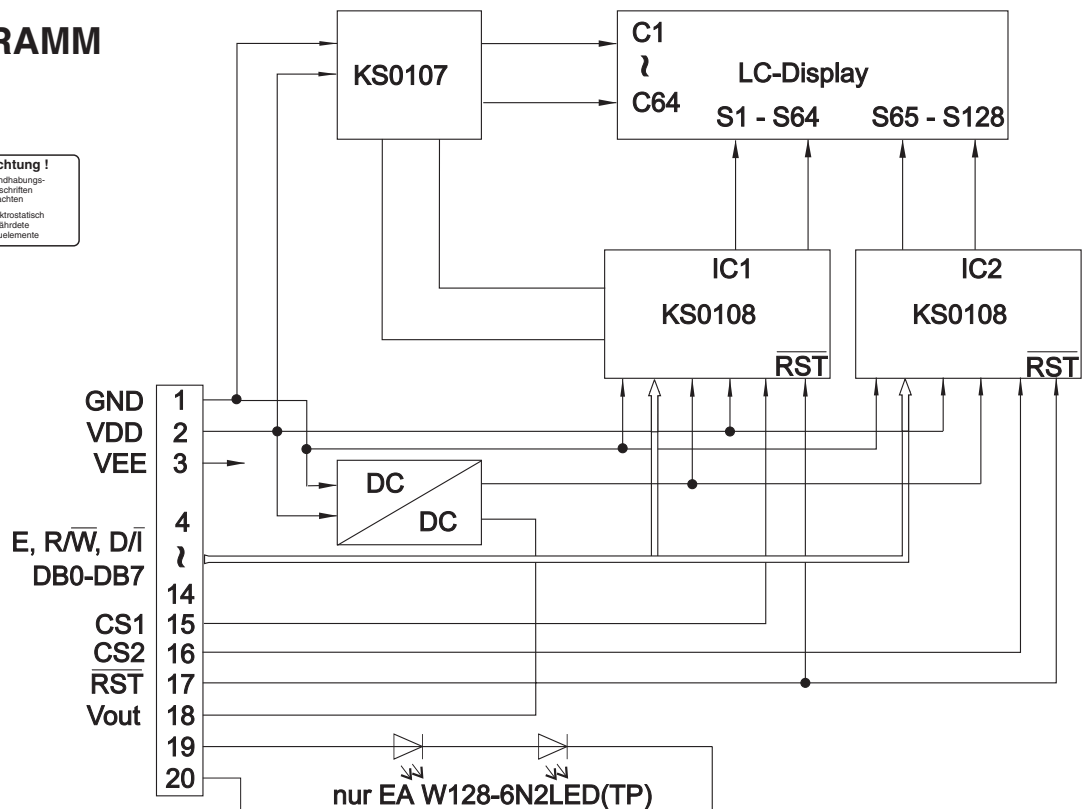 RAMM
chtung !
ndhabungs-
schriften
achten
ktrostatisch
ährdete
uelemente
KS0107
C1
~
C64
LC-Display
S1 - S64
S65 - S128
IC1
KS0108
RST
IC2
KS0108
RST
GND 1
VDD 2
VEE 3
DC
DC
4
E, R/W, D/I
~
DB0-DB7
14
CS1 15
CS2 16
RST 17
Vout 18
19
20
nur EA W128-6N2LED(TP)